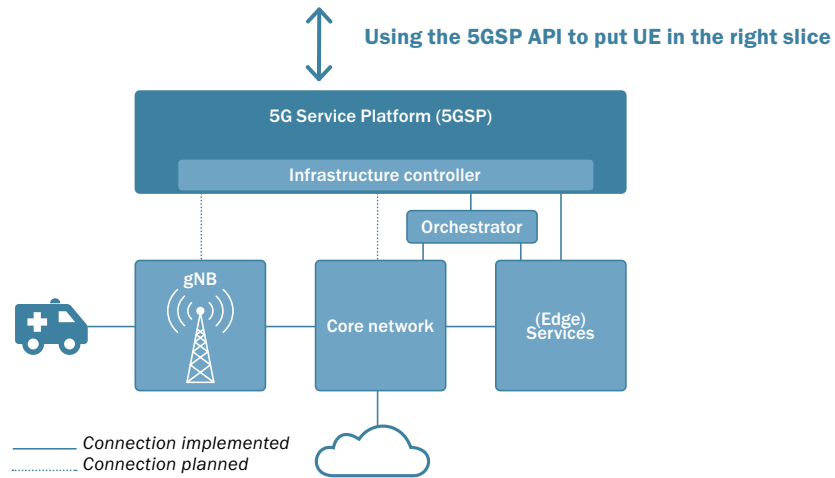 Using the 5GSP API to put UE in the right slice
5G Service Platform (5GSP)
Infrastructure controller
Orchestrator
gNB
Core network
(Edge)
Services
Connection implemented
Connection planned